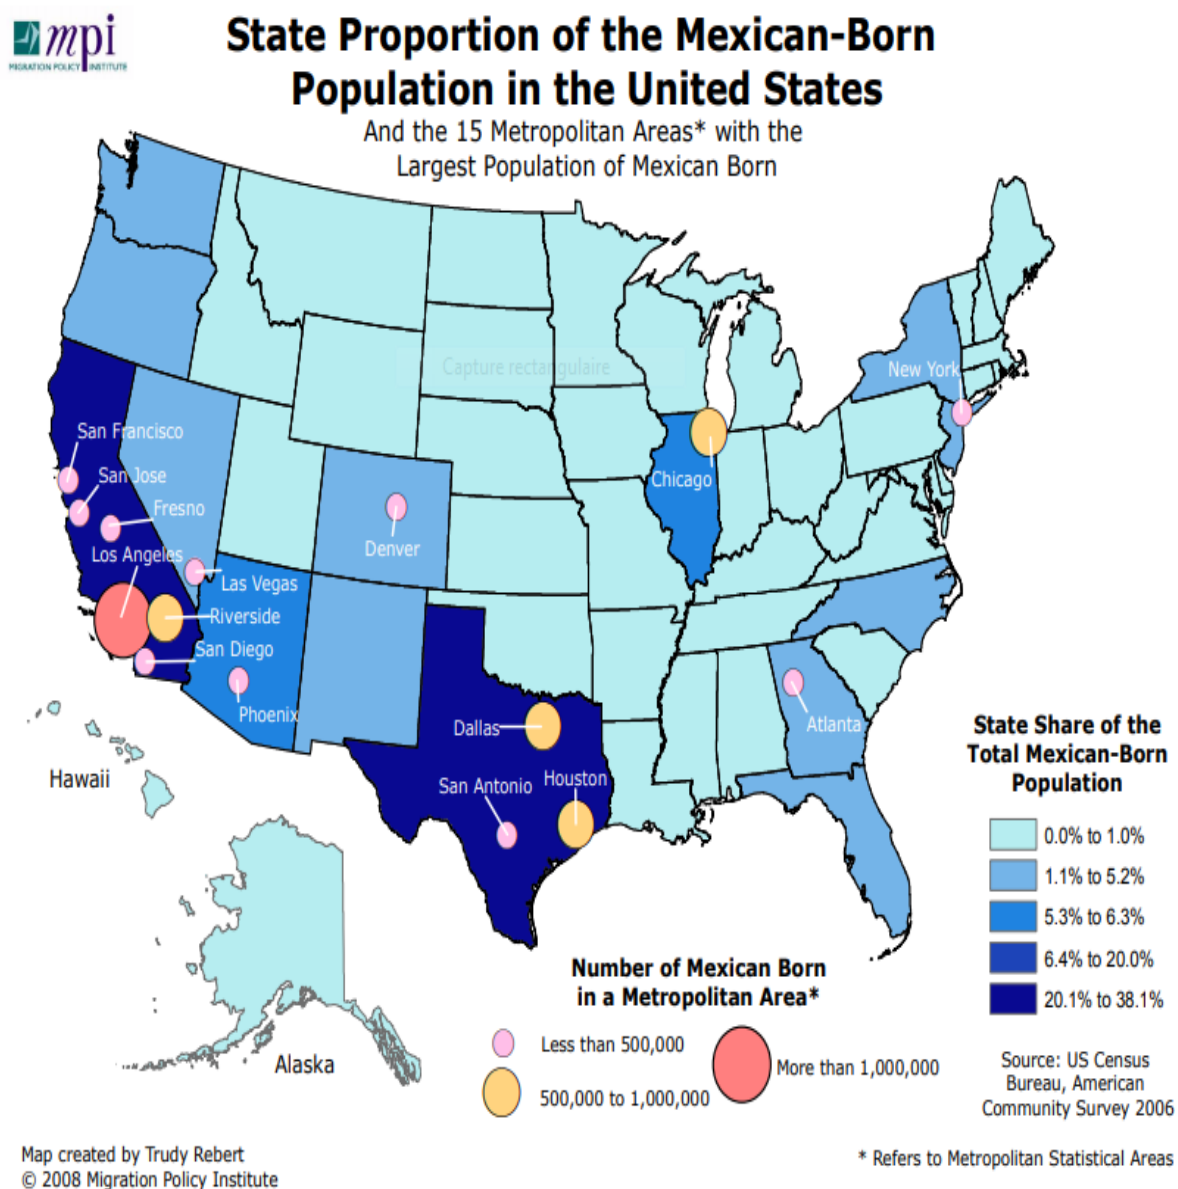 mpi
MIGRATION POLICY INSTITUTE
State Proportion of the Mexican-Born
Population in the United States
And the 15 Metropolitan Areas* with the
Largest Population of Mexican Born
Capture rectangulaire
New York
San Francisco
San Jose
Fresno
Los Angeles
Chicago
Denver
Las Vegas
Riverside
San Diego
Phoenix
Dallas
San Antonio
Houston
Atlanta
Hawaii
Alaska
State Share of the
Total Mexican-Born
Population
0.0% to 1.0%
1.1% to 5.2%
5.3% to 6.3%
6.4% to 20.0%
20.1% to 38.1%
Number of Mexican Born
in a Metropolitan Area*
Less than 500,000
500,000 to 1,000,000
More than 1,000,000
Source: US Census
Bureau, American
Community Survey 2006
Map created by Trudy Rebert
© 2008 Migration Policy Institute
* Refers to Metropolitan Statistical Areas